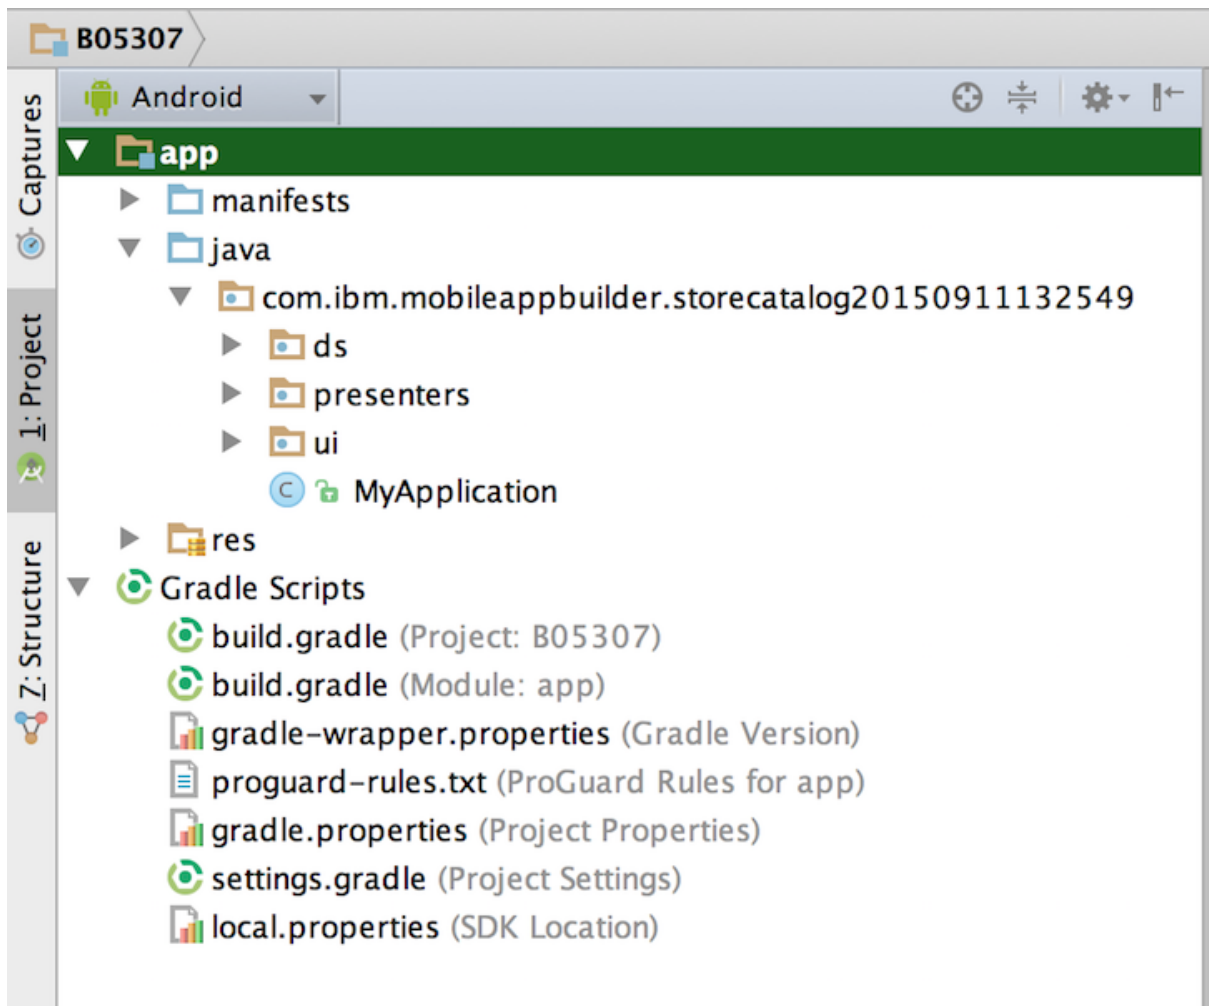 B05307
Android
Captures
1: Project
Z: Structure
app
manifests
java
com.ibm.mobileappbuilder.storecatalog20150911132549
ds
presenters
ui
C MyApplication
res
Gradle Scripts
build.gradle (Project: B05307)
build.gradle (Module: app)
gradle-wrapper.properties (Gradle Version)
proguard-rules.txt (ProGuard Rules for app)
gradle.properties (Project Properties)
settings.gradle (Project Settings)
local.properties (SDK Location)